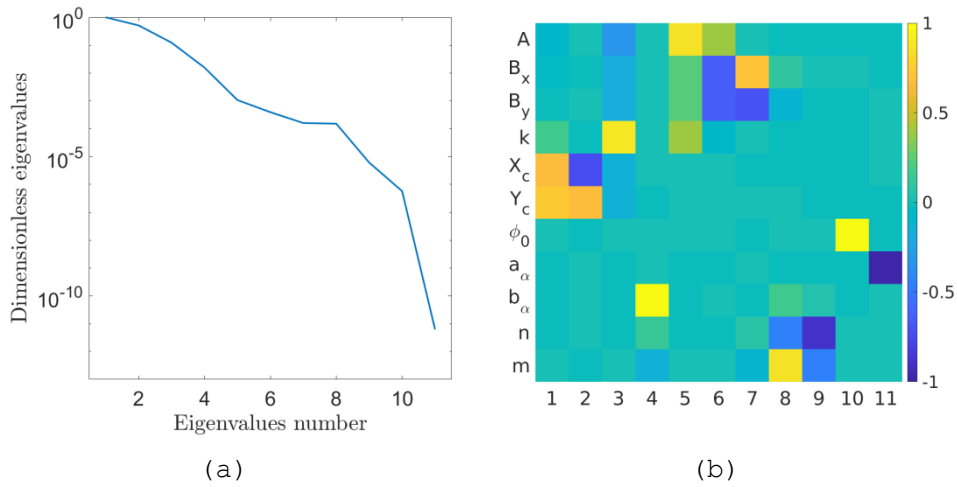 10^0
10^-5
10^-10
Dimensionless eigenvalues
2 4 6 8 10
Eigenvalues number
(a)
A
B_x
B_y
k
X_c
Y_c
ϕ_0
a_α
b_α
n
m
1 2 3 4 5 6 7 8 9 10 11
1
0.5
0
-0.5
-1
(b)